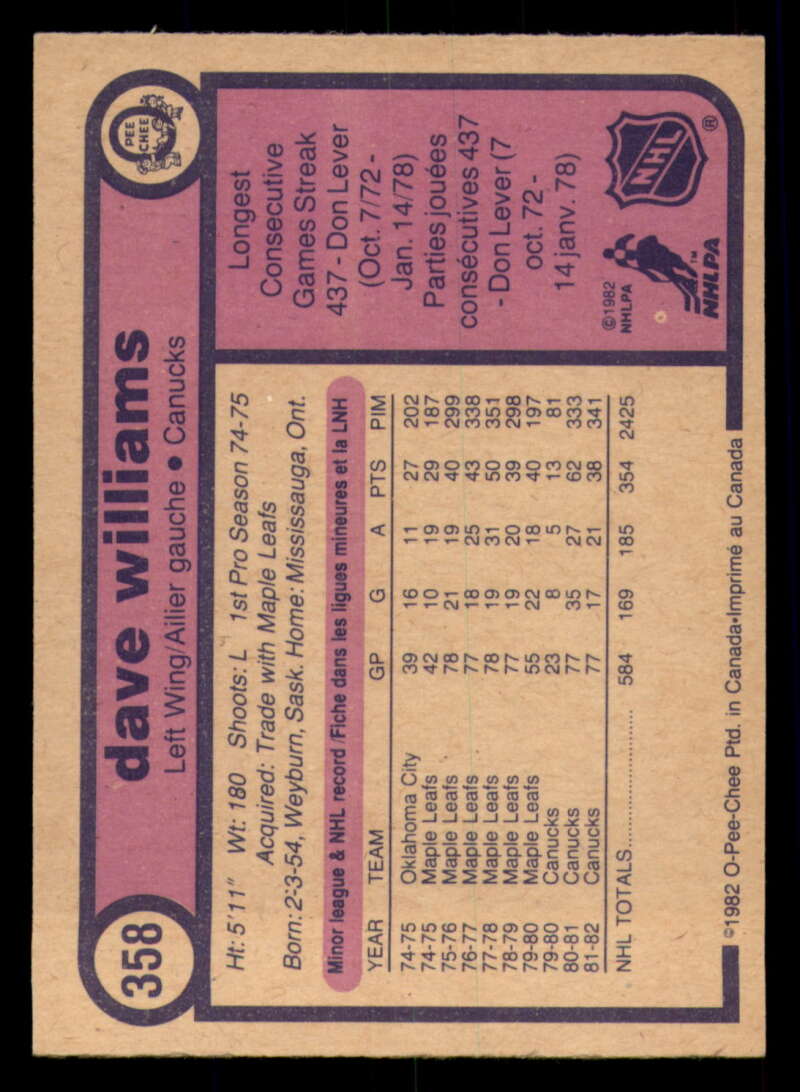 358
dave williams
Left Wing/Ailier gauche • Canucks
O PEE CHEE
Ht: 5'11" Wt: 180 Shoots: L 1st Pro Season 74-75
Acquired: Trade with Maple Leafs
Born: 2-3-54, Weyburn, Sask. Home: Mississauga, Ont.
Minor league & NHL record/Fiche dans les ligues mineures et la LNH
YEAR TEAM GP G A PTS PIM
74-75 Oklahoma City 39 16 11 27 202
74-75 Maple Leafs 42 10 19 29 187
75-76 Maple Leafs 78 21 19 40 299
76-77 Maple Leafs 77 18 25 43 338
77-78 Maple Leafs 78 19 31 50 351
78-79 Maple Leafs 77 19 20 39 298
79-80 Maple Leafs 55 22 18 40 197
79-80 Canucks 23 8 5 13 81
80-81 Canucks 77 35 27 62 333
81-82 Canucks 77 17 21 38 341
NHL TOTALS 584 169 185 354 2425
Longest
Consecutive
Games Streak
437 - Don Lever
(Oct. 7/72 -
Jan. 14/78)
Parties jouées
consécutives 437
- Don Lever (7
oct. 72 -
14 janv. 78)
©1982
NHLPA
NHLPA™
NHL ®
©1982 O-Pee-Chee Ptd. in Canada•Imprimé au Canada